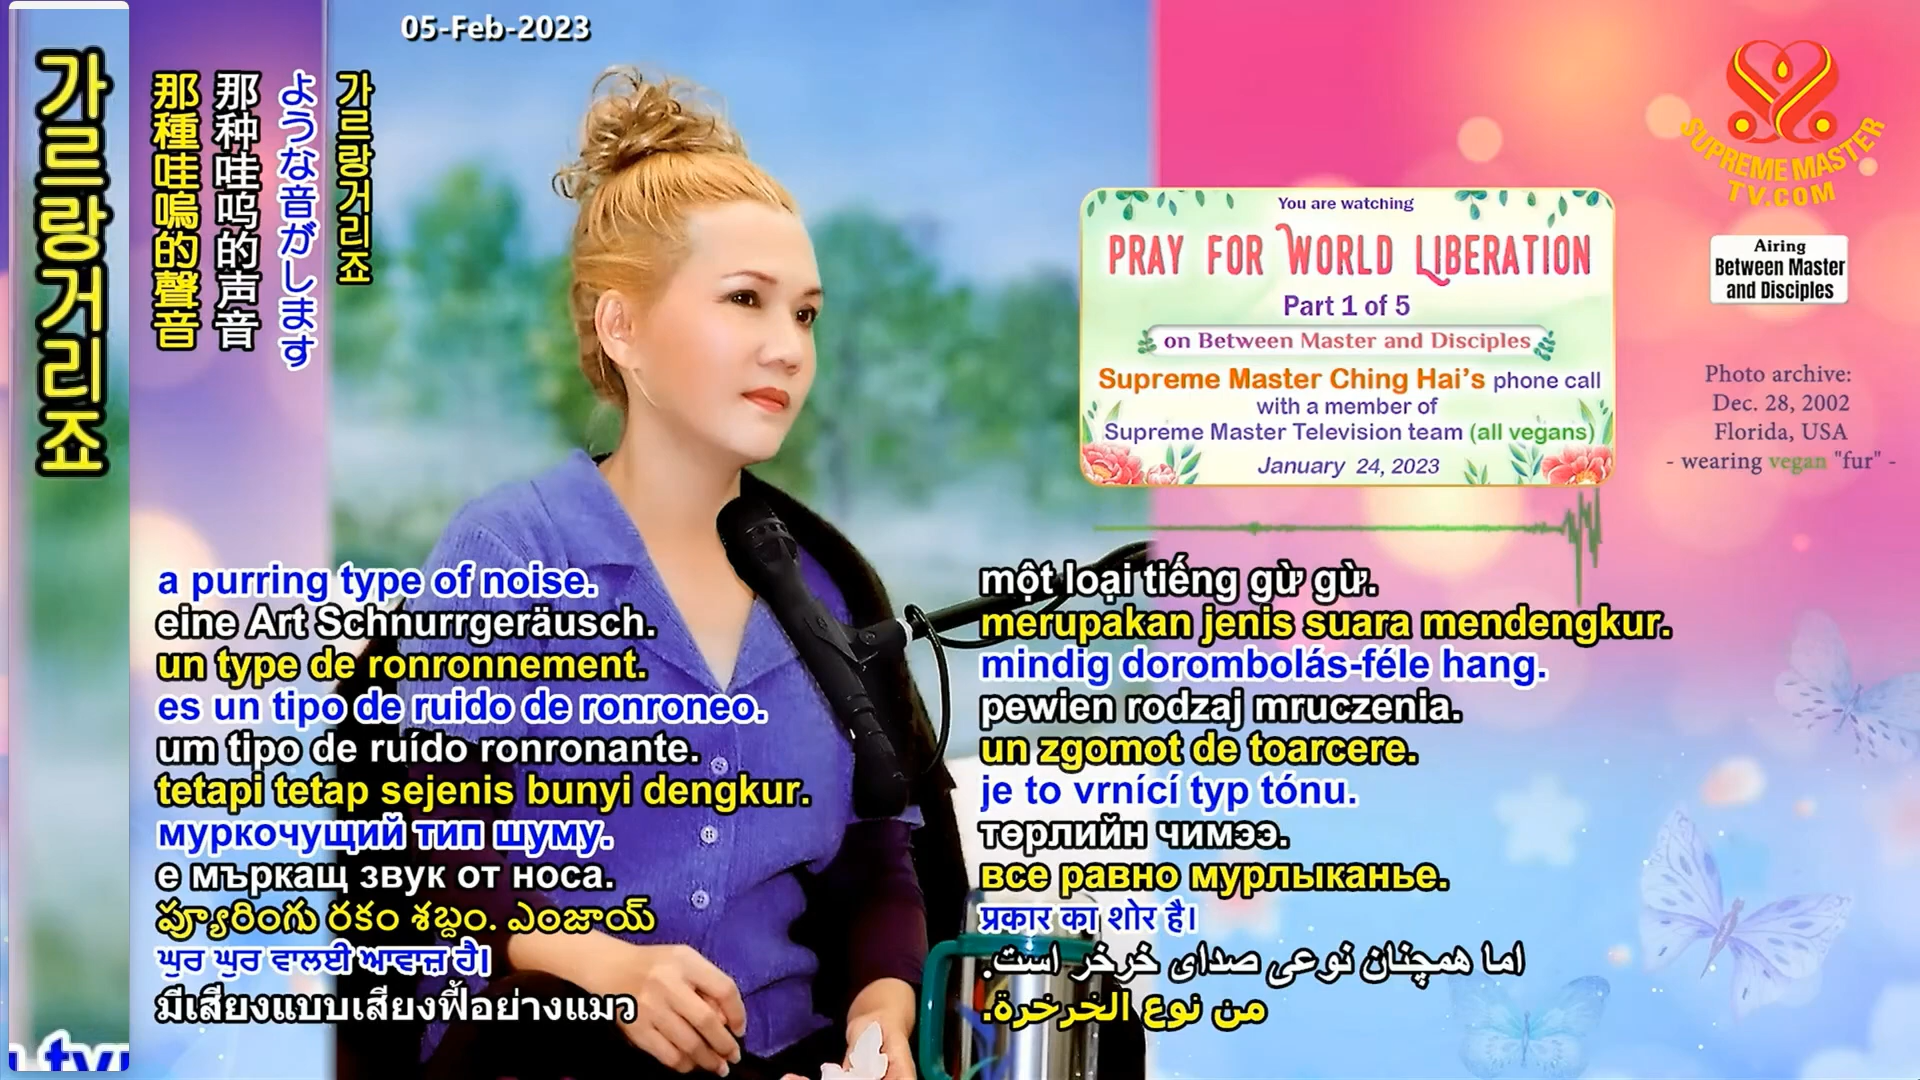 05-Feb-2023
가르랑거리죠
那種哇嗚的聲音
那种哇呜的声音
ような音がします
가르랑거리죠
SUPREME MASTER
TV.COM
Airing
Between Master
and Disciples
You are watching
PRAY FOR WORLD LIBERATION
Part 1 of 5
on Between Master and Disciples
Supreme Master Ching Hai's phone call
with a member of
Supreme Master Television team (all vegans)
January 24, 2023
Photo archive:
Dec. 28, 2002
Florida, USA
- wearing vegan "fur" -
a purring type of noise.
eine Art Schnurrgeräusch.
un type de ronronnement.
es un tipo de ruido de ronroneo.
um tipo de ruído ronronante.
tetapi tetap sejenis bunyi dengkur.
муркочущий тип шуму.
е мъркащ звук от носа.
ప్యూరింగు రకం శబ్దం. ఎంజాయ్
ਘੁਰ ਘੁਰ ਵਾਲਈ ਆਵਾਜ਼ ਹੈ।
มีเสียงแบบเสียงฟี้อย่างแมว
một loại tiếng gừ gừ.
merupakan jenis suara mendengkur.
mindig dorombolás-féle hang.
pewien rodzaj mruczenia.
un zgomot de toarcere.
je to vrnící typ tónu.
төрлийн чимээ.
все равно мурлыканье.
प्रकार का शोर है।
اما همچنان نوعی صدای خرخر است.
من نوع الخرخرة.